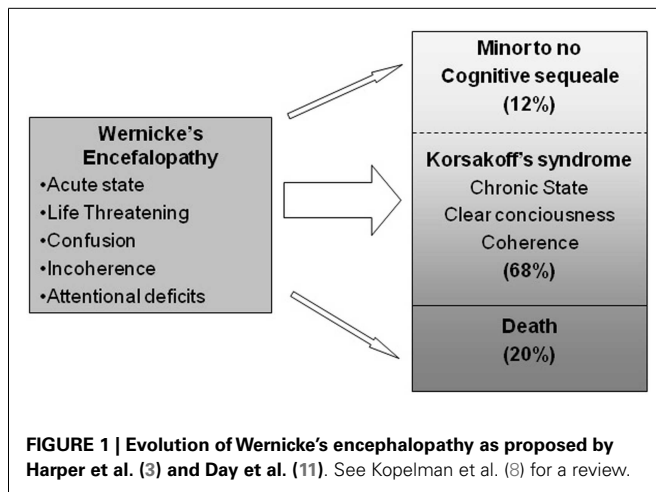 Wernicke's
Encefalopathy
•Acute state
•Life Threatening
•Confusion
•Incoherence
•Attentional deficits
Minor to no
Cognitive sequeale
(12%)
Korsakoff's syndrome
Chronic State
Clear conciousness
Coherence
(68%)
Death
(20%)
FIGURE 1 | Evolution of Wernicke's encephalopathy as proposed by
Harper et al. (3) and Day et al. (11). See Kopelman et al. (8) for a review.